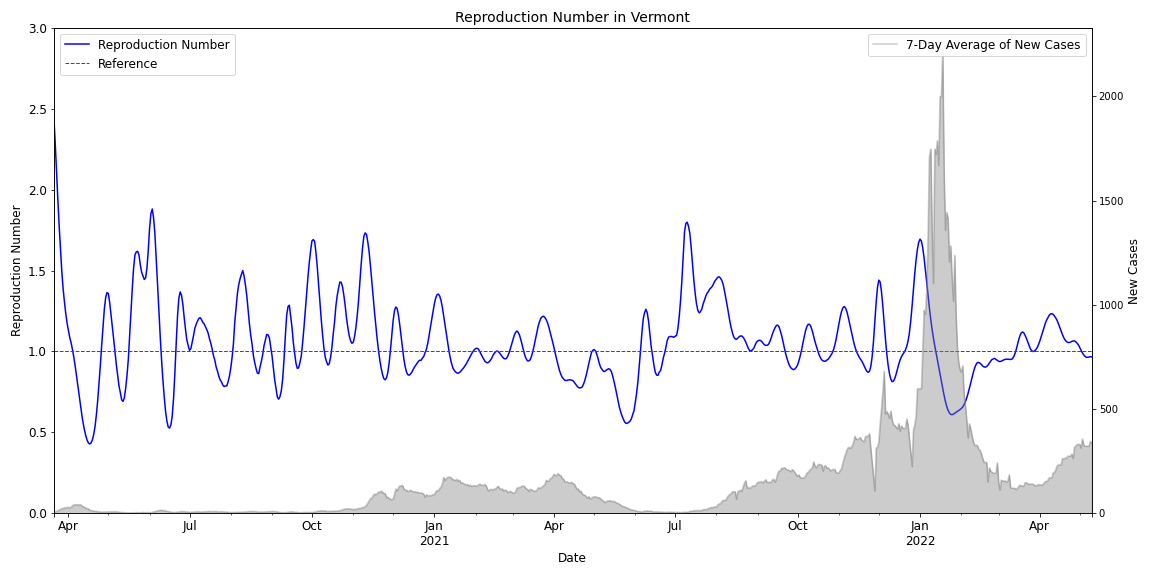 Reproduction Number in Vermont
3.0
2.5
2.0
1.5
1.0
0.5
0.0
Reproduction Number
Reproduction Number
Reference
7-Day Average of New Cases
2000
1500
1000
500
0
New Cases
Apr
Jul
Oct
Jan
2021
Apr
Jul
Oct
Jan
2022
Apr
Date